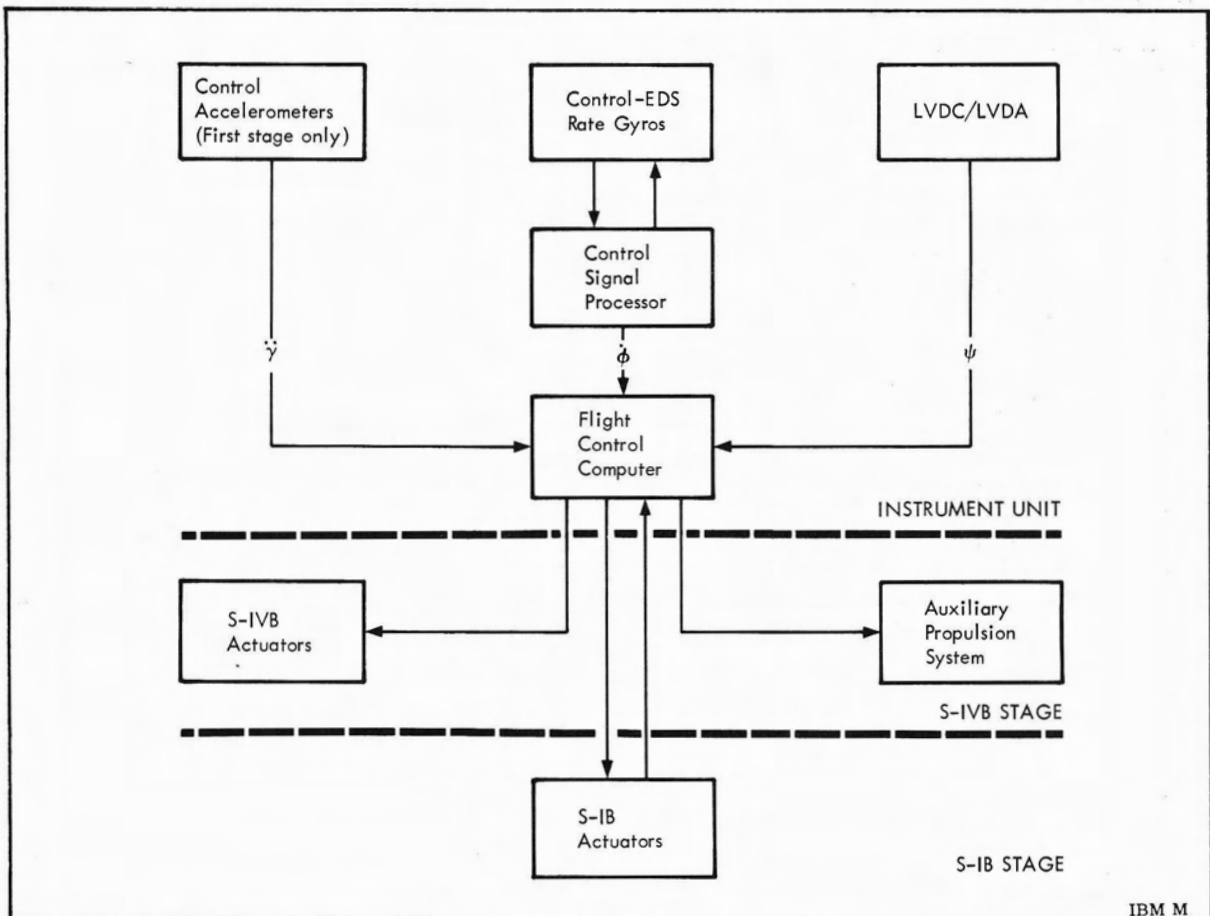 Control
Accelerometers
(First stage only)
Control-EDS
Rate Gyros
LVDC/LVDA
Control
Signal
Processor
γ̈
φ̇
ψ
Flight
Control
Computer
INSTRUMENT UNIT
S-IVB
Actuators
Auxiliary
Propulsion
System
S-IVB STAGE
S-IB
Actuators
S-IB STAGE
IBM M